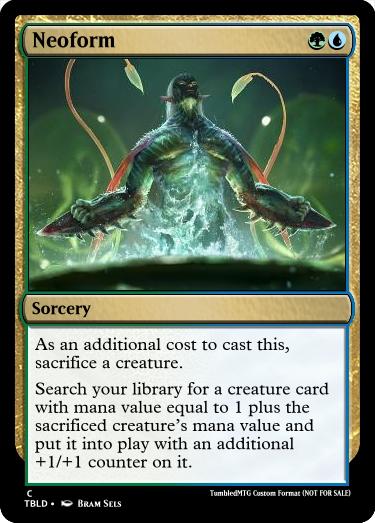 Neoform
Sorcery
As an additional cost to cast this,
sacrifice a creature.
Search your library for a creature card
with mana value equal to 1 plus the
sacrificed creature's mana value and
put it into play with an additional
+1/+1 counter on it.
C
TBLD • Bram Sels
TumbledMTG Custom Format (NOT FOR SALE)